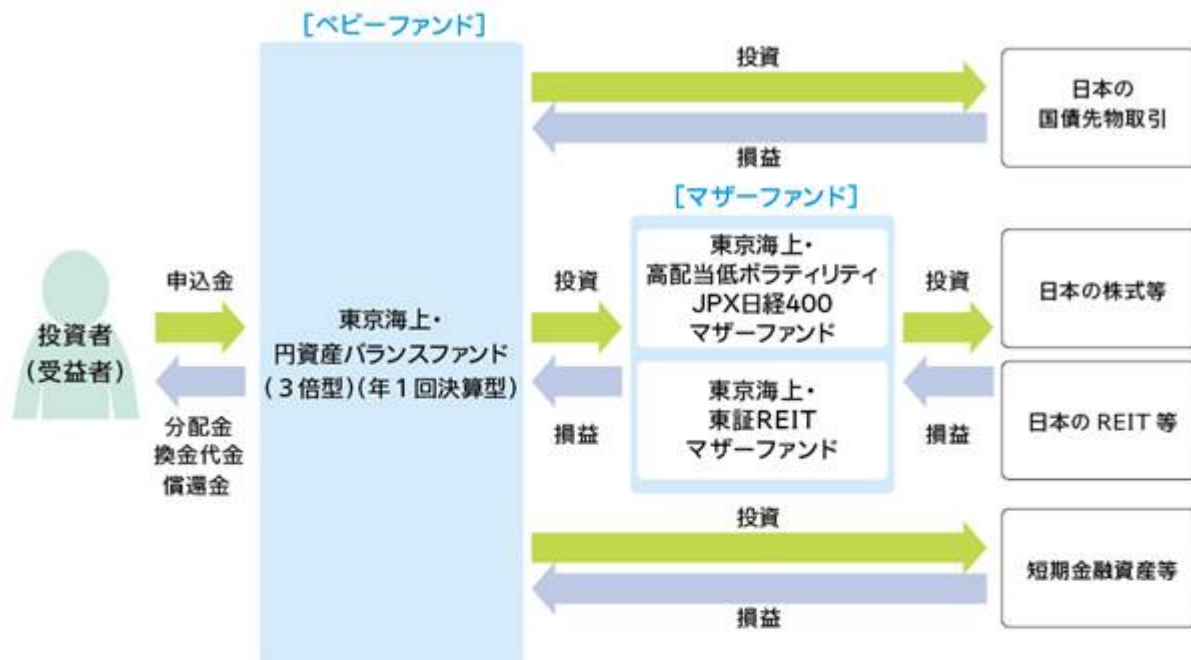 [ベビーファンド]
投資
日本の
国債先物取引
損益
[マザーファンド]
申込金
投資者
(受益者)
分配金
換金代金
償還金
東京海上・
円資産バランスファンド
(3倍型)(年1回決算型)
投資
損益
東京海上・
高配当低ボラティリティ
JPX日経400
マザーファンド
東京海上・
東証REIT
マザーファンド
投資
損益
日本の株式等
日本のREIT等
投資
短期金融資産等
損益